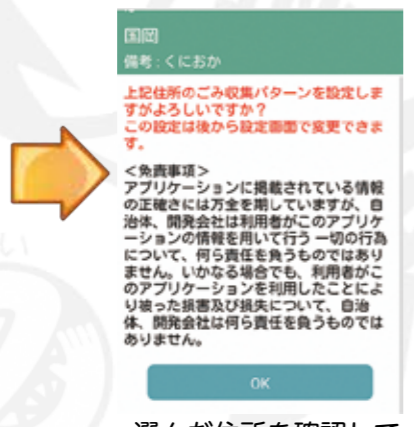 国岡
備考:くにおか
上記住所のごみ収集パターンを設定しま
すがよろしいですか?
この設定は後から設定画面で変更できま
す。
<免責事項>
アプリケーションに掲載されている情報
の正確さには万全を期していますが、自
治体、開発会社は利用者がこのアプリケ
ーションの情報を用いて行う一切の行為
について、何ら責任を負うものではあり
ません。いかなる場合でも、利用者がこ
のアプリケーションを利用したことによ
り被った損害及び損失について、自治
体、開発会社は何ら責任を負うものでは
ありません。
OK
選んだ住所を確認して